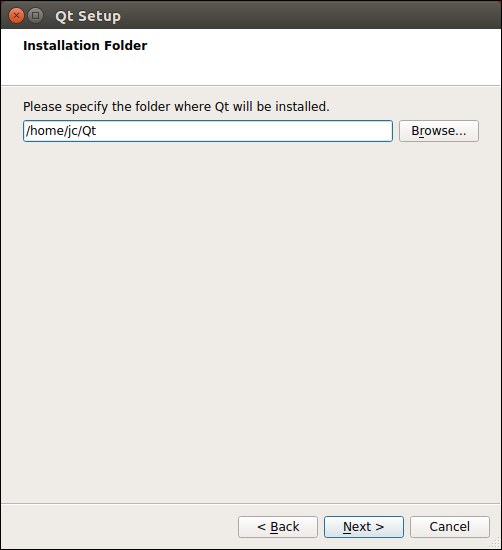 Qt Setup
Installation Folder
Please specify the folder where Qt will be installed.
/home/jc/Qt
Browse...
< Back
Next >
Cancel